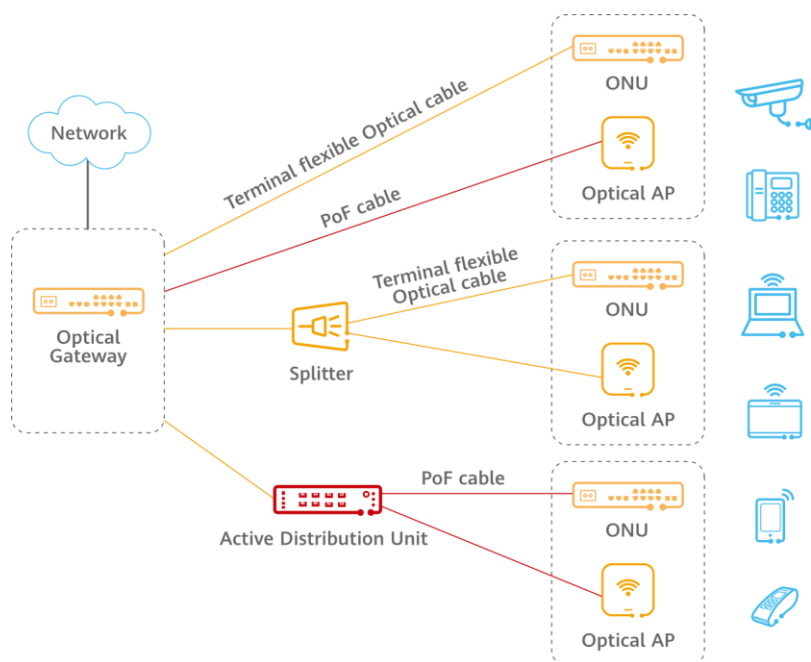 ONU
Terminal flexible Optical cable
Network
PoF cable
Optical AP
Terminal flexible
Optical cable
ONU
Optical
Gateway
Splitter
Optical AP
PoF cable
ONU
Active Distribution Unit
Optical AP